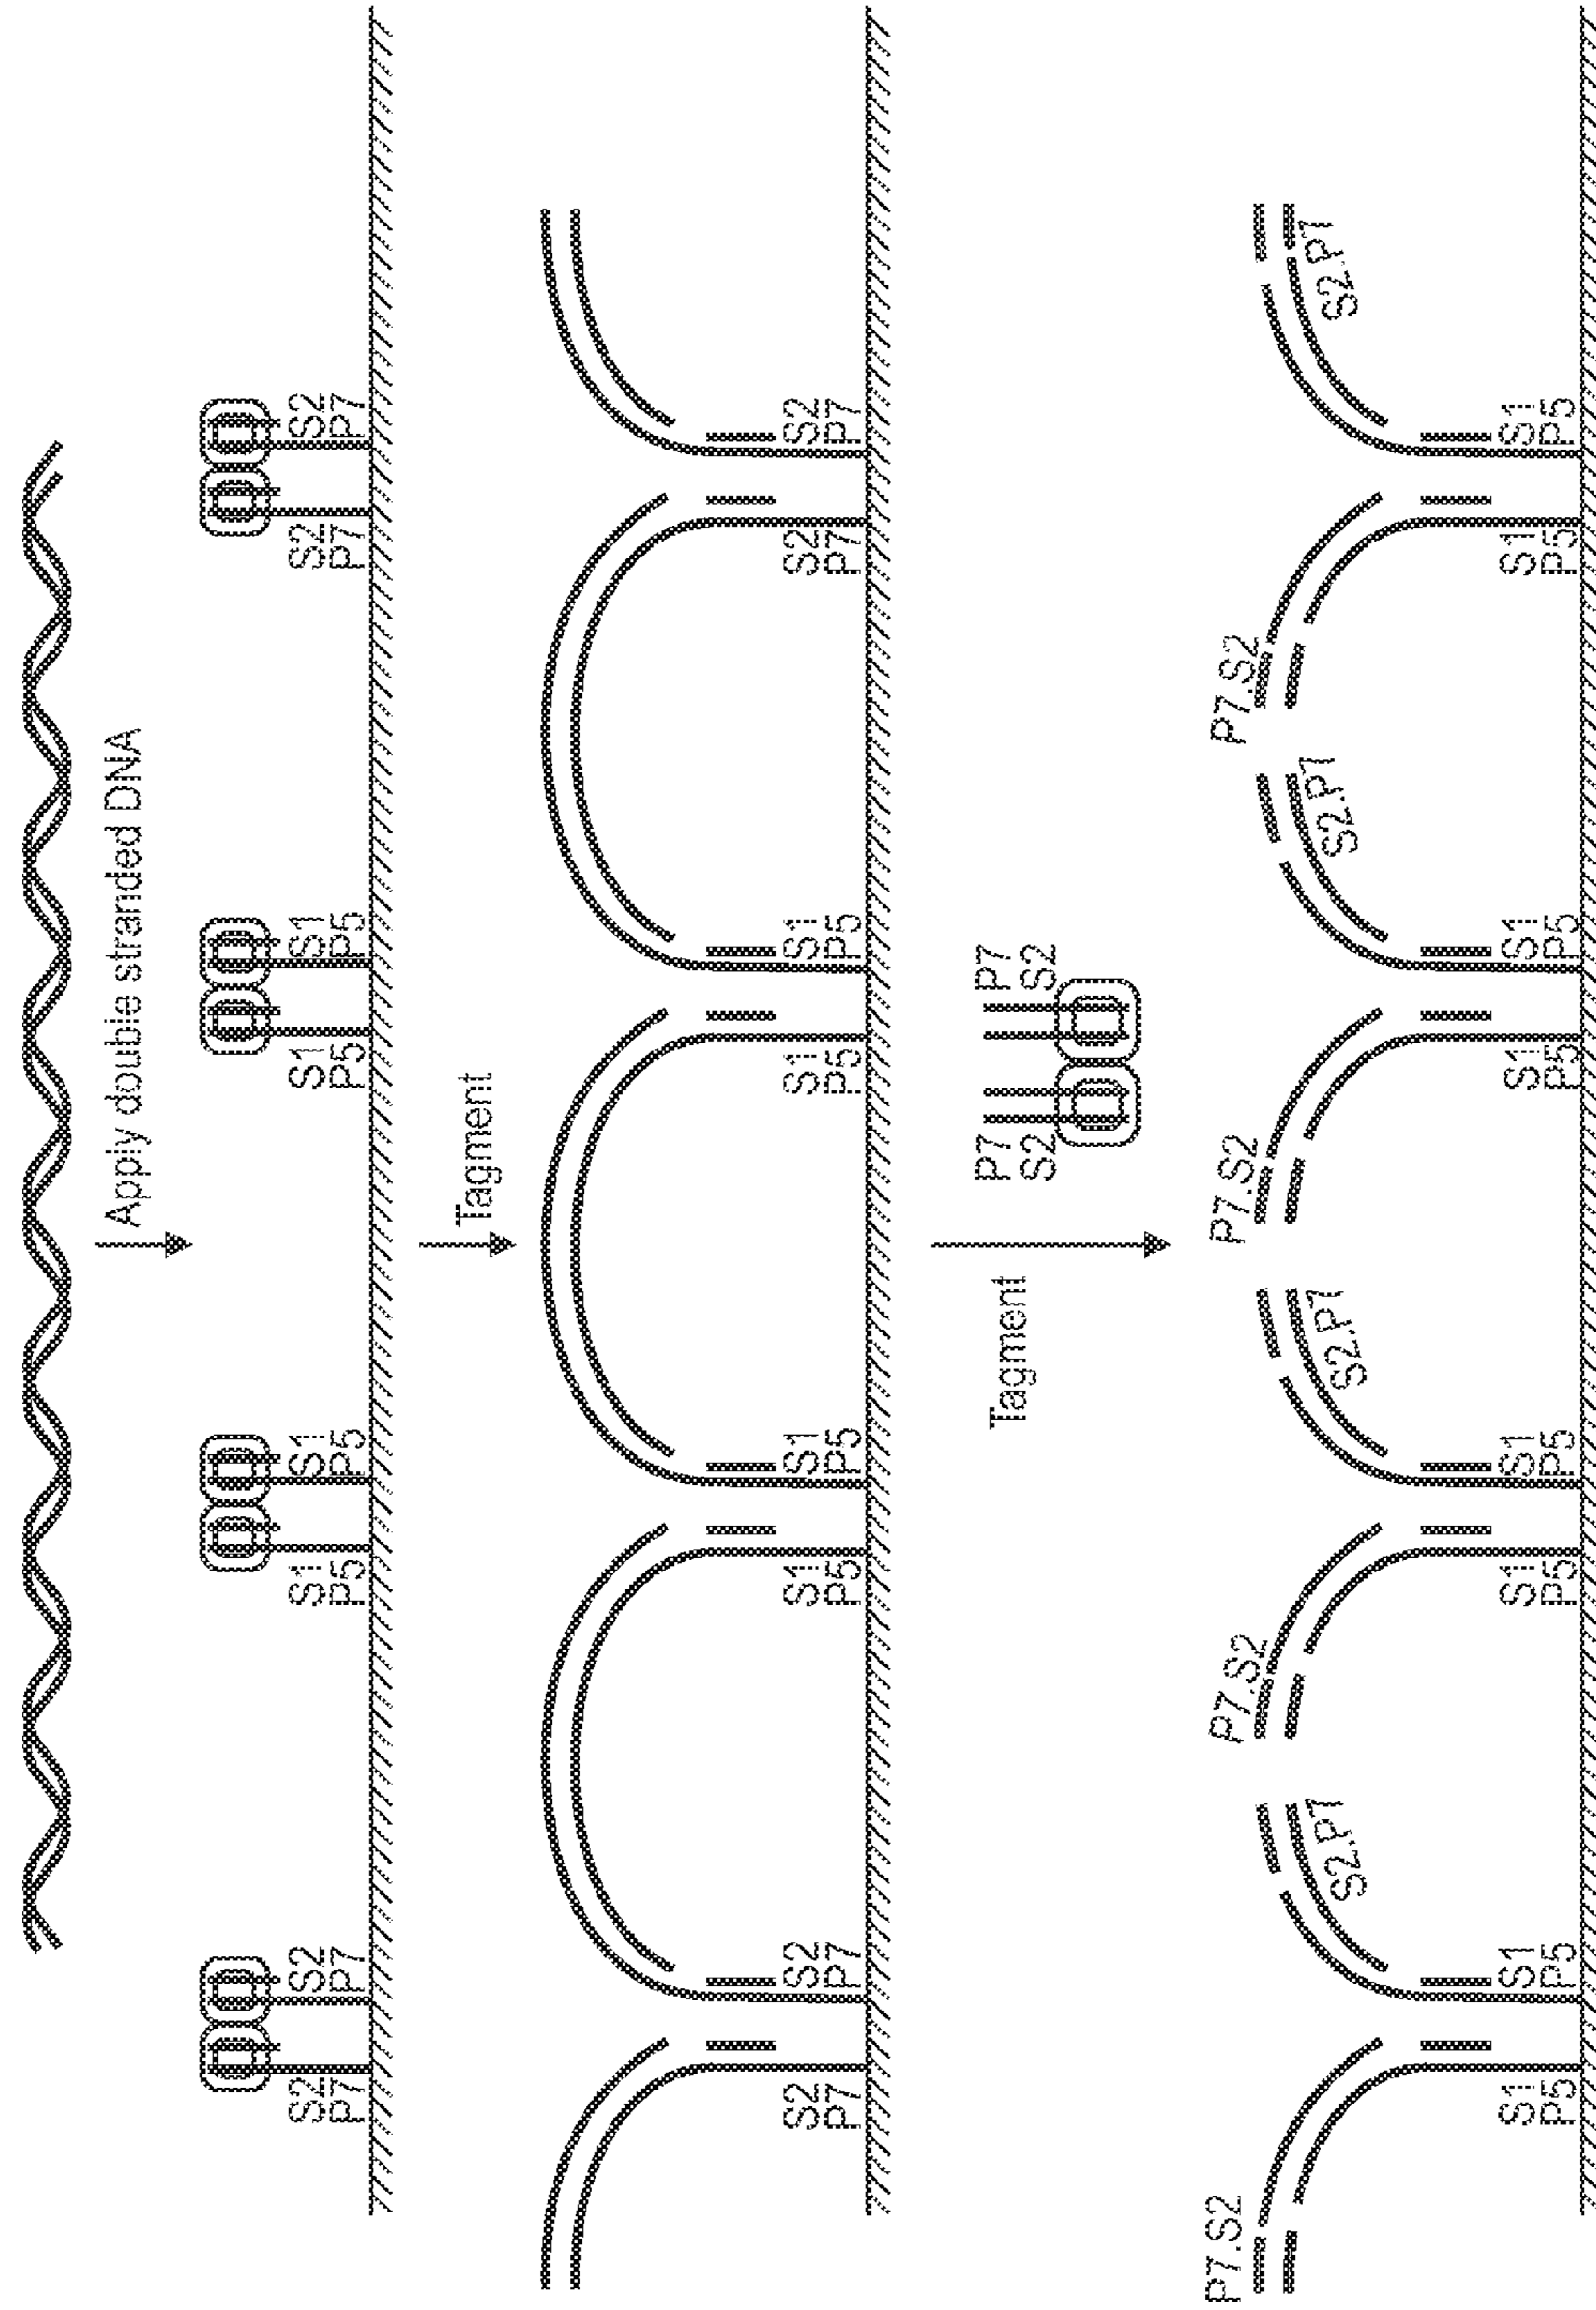 Apply double stranded DNA
S2 S2 S1 S1 S1 S1 S2 S2
P7 P7 P5 P5 P5 P5 P7 P7
Tagment
S2 S2 S1 S1 S1 S1 S2 S2
P7 P7 P5 P5 P5 P5 P7 P7
P7 P7
Tagment
S2 S2
P7.S2 P7.S2 P7.S2 P7.S2
S2.P7 S2.P7 S2.P7 S2.P7
S1 S1 S1 S1 S1 S1 S1 S1
P5 P5 P5 P5 P5 P5 P5 P5